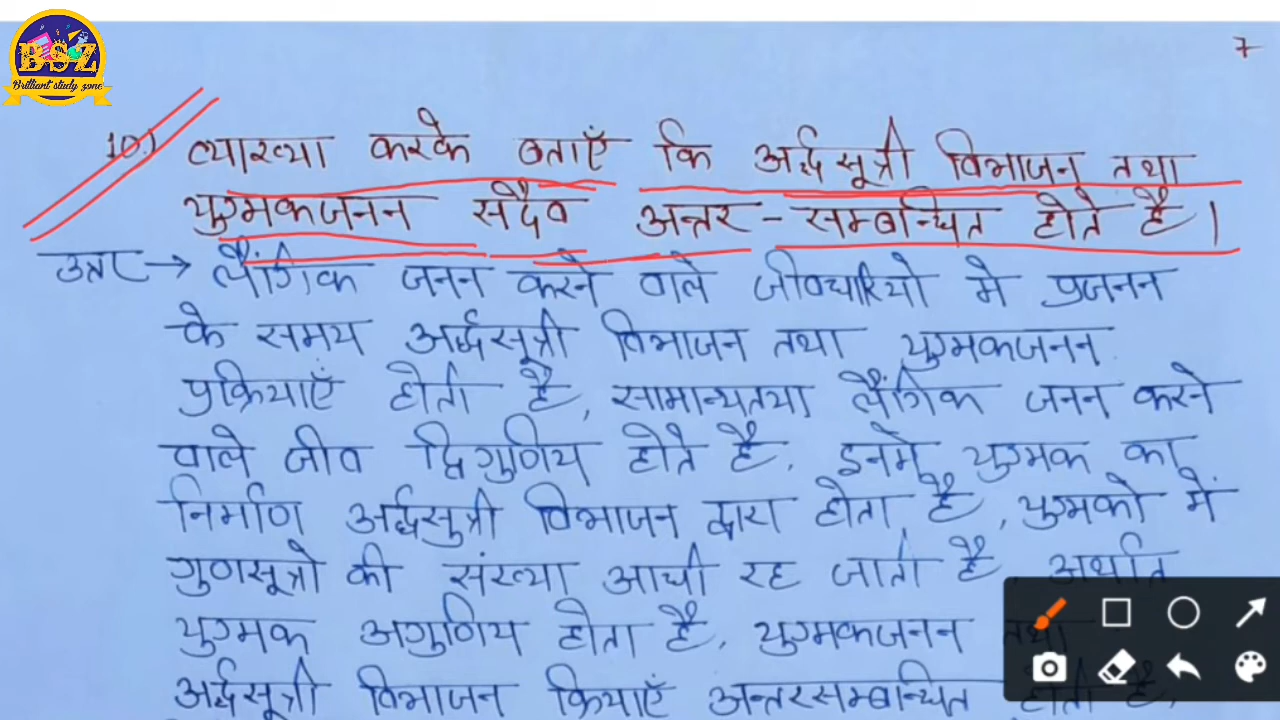 BSZ
Brilliant study zone
7
10.) व्याख्या करके बताएँ कि अर्द्धसूत्री विभाजन तथा
युग्मकजनन सदैव अन्तर-सम्बन्धित होते है।
उत्तर → लैंगिक जनन करने वाले जीवधारियो मे प्रजनन
के समय अर्द्धसूत्री विभाजन तथा युग्मकजनन
प्रक्रियाएँ होती है, सामान्यतया लैंगिक जनन करने
वाले जीव द्विगुणिय होते है, इनमे युग्मक का
निर्माण अर्द्धसुत्री विभाजन द्वारा होता है, युग्मको में
गुणसूत्रो की संख्या आधी रह जाती है, अर्थात
युग्मक अगुणिय होता है, युग्मकजनन तथा
अर्द्धसूत्री विभाजन क्रियाएँ अन्तरसम्बन्धित होती है,